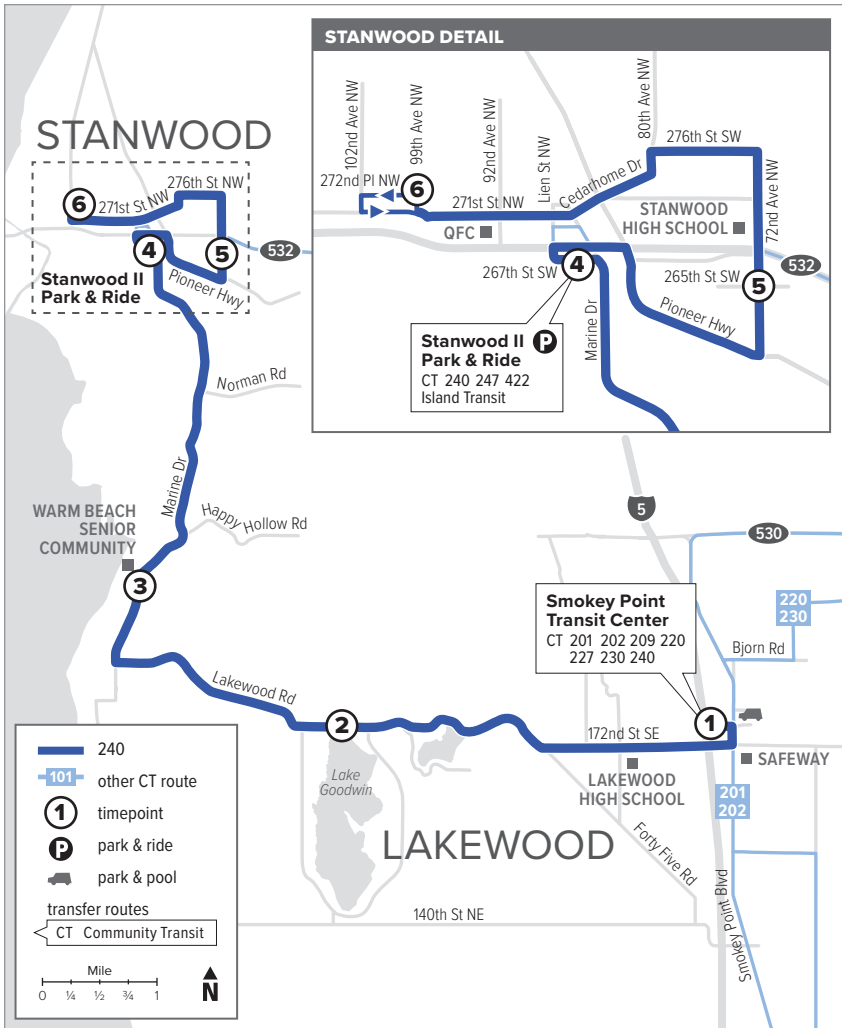 STANWOOD DETAIL
102nd Ave NW
99th Ave NW
92nd Ave NW
Lien St NW
80th Ave NW
276th St SW
272nd Pl NW
6
271st St NW
Cedarhome Dr
QFC
STANWOOD
HIGH SCHOOL
72nd Ave NW
532
267th St SW
4
265th St SW
5
Marine Dr
Pioneer Hwy
Stanwood II
Park & Ride
P
CT 240 247 422
Island Transit
STANWOOD
6
271st St NW
276th St NW
4
5
532
Stanwood II
Park & Ride
Pioneer Hwy
Norman Rd
Marine Dr
Happy Hollow Rd
WARM BEACH
SENIOR
COMMUNITY
3
5
530
Smokey Point
Transit Center
CT 201 202 209 220
227 230 240
220
230
Bjorn Rd
Lakewood Rd
2
1
172nd St SE
SAFEWAY
LAKEWOOD
HIGH SCHOOL
201
202
Lake
Goodwin
LAKEWOOD
Forty Five Rd
Smokey Point Blvd
140th St NE
240
101
other CT route
1
timepoint
P
park & ride
park & pool
transfer routes
CT Community Transit
Mile
0 ¼ ½ ¾ 1
N